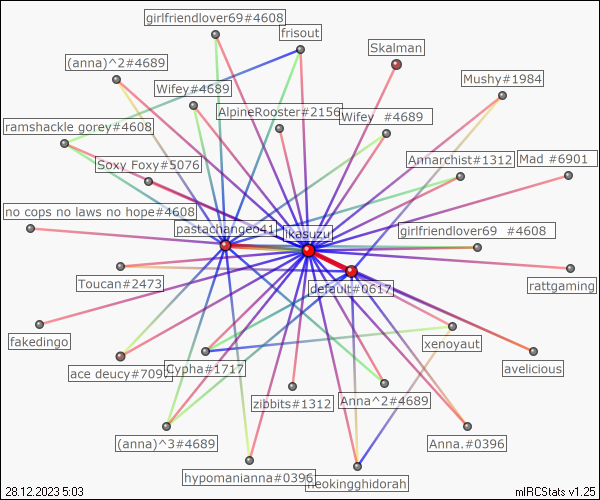 girlfriendlover69#4608
frisout
Skalman
(anna)^2#4689
Mushy#1984
Wifey#4689
AlpineRooster#2156
Wifey #4689
ramshackle gorey#4608
Soxy Foxy#5076
Annarchist#1312
Mad #6901
no cops no laws no hope#4608
pastachangeo41
jikasuzu
girlfriendlover69 #4608
Toucan#2473
default#0617
rattgaming
fakedingo
xenoyaut
ace deucy#7097
Cypha#1717
avelicious
zibbits#1312
Anna^2#4689
(anna)^3#4689
Anna.#0396
hypomanianna#0396
neokingghidorah
28.12.2023 5:03
mIRCStats v1.25